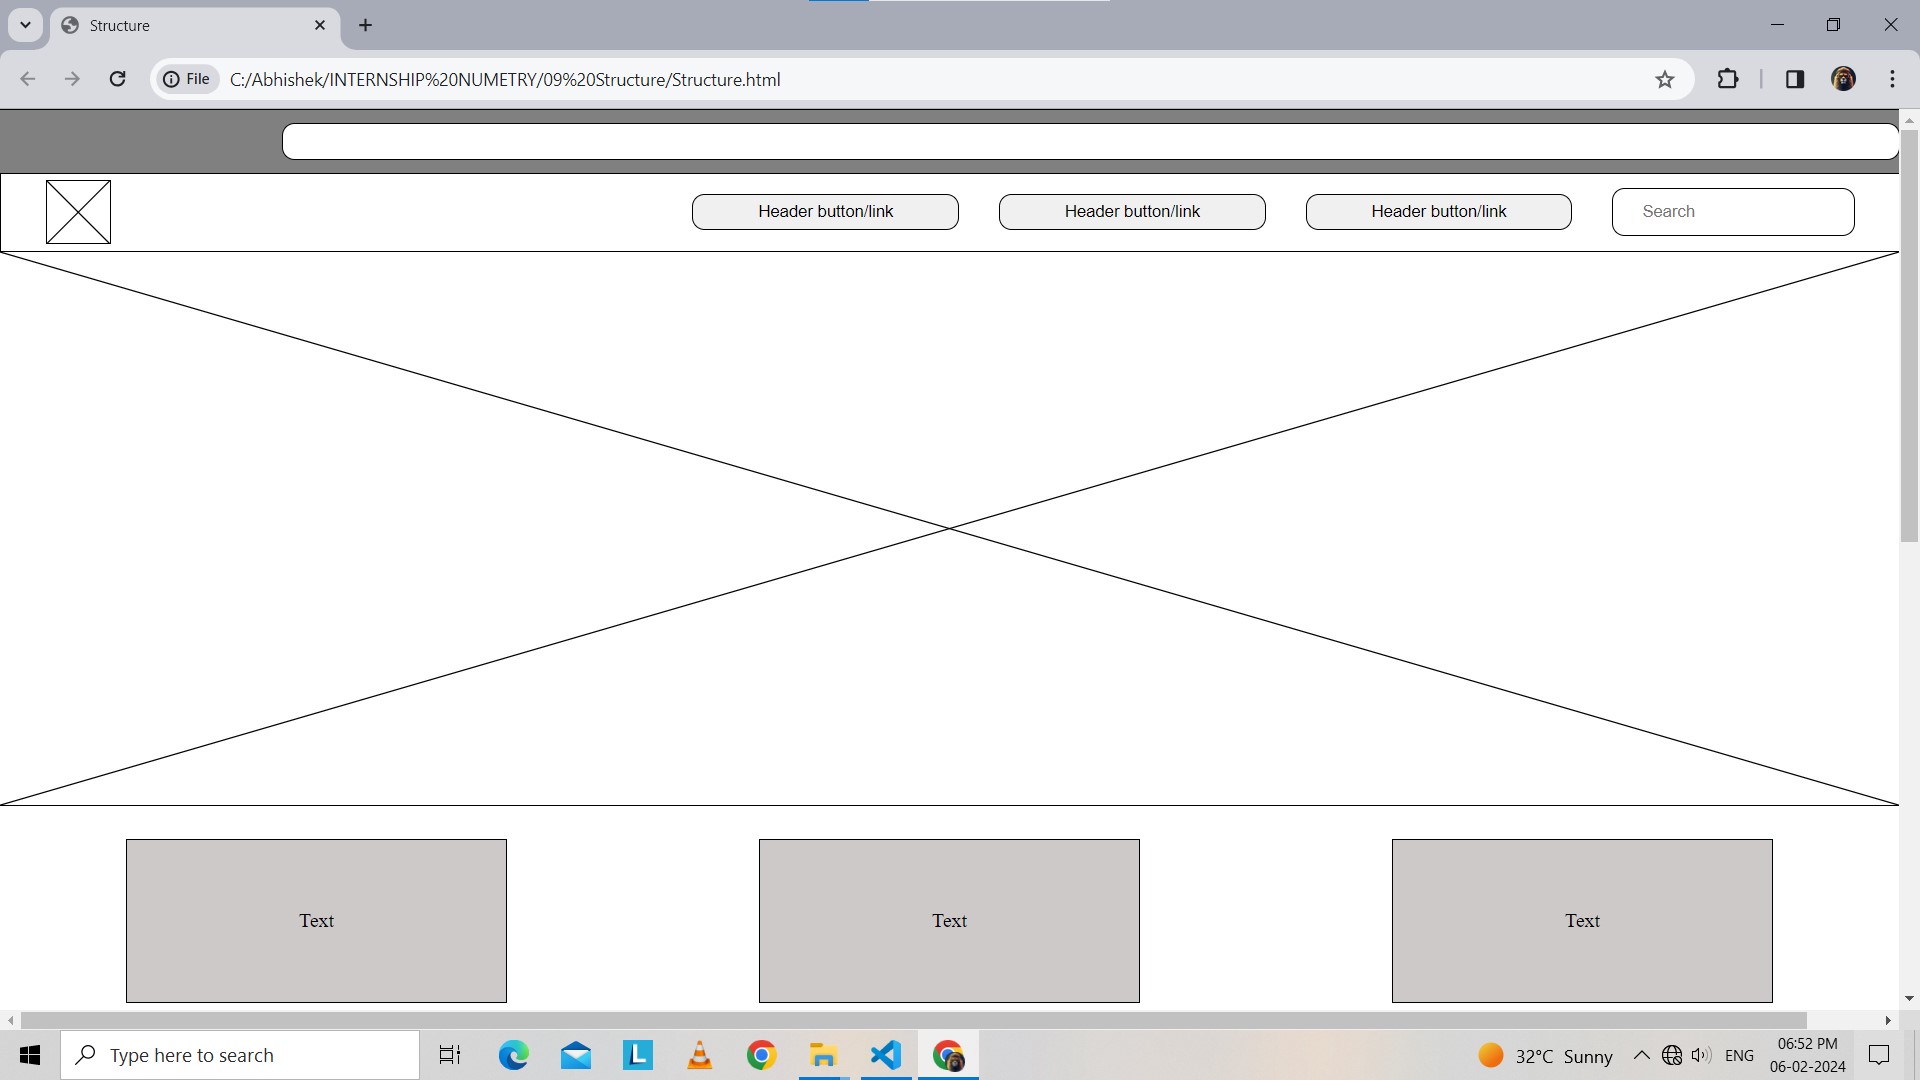 Structure
File C:/Abhishek/INTERNSHIP%20NUMETRY/09%20Structure/Structure.html
Header button/link Header button/link Header button/link Search
Text Text Text
Type here to search L 32°C Sunny ENG 06:52 PM
06-02-2024